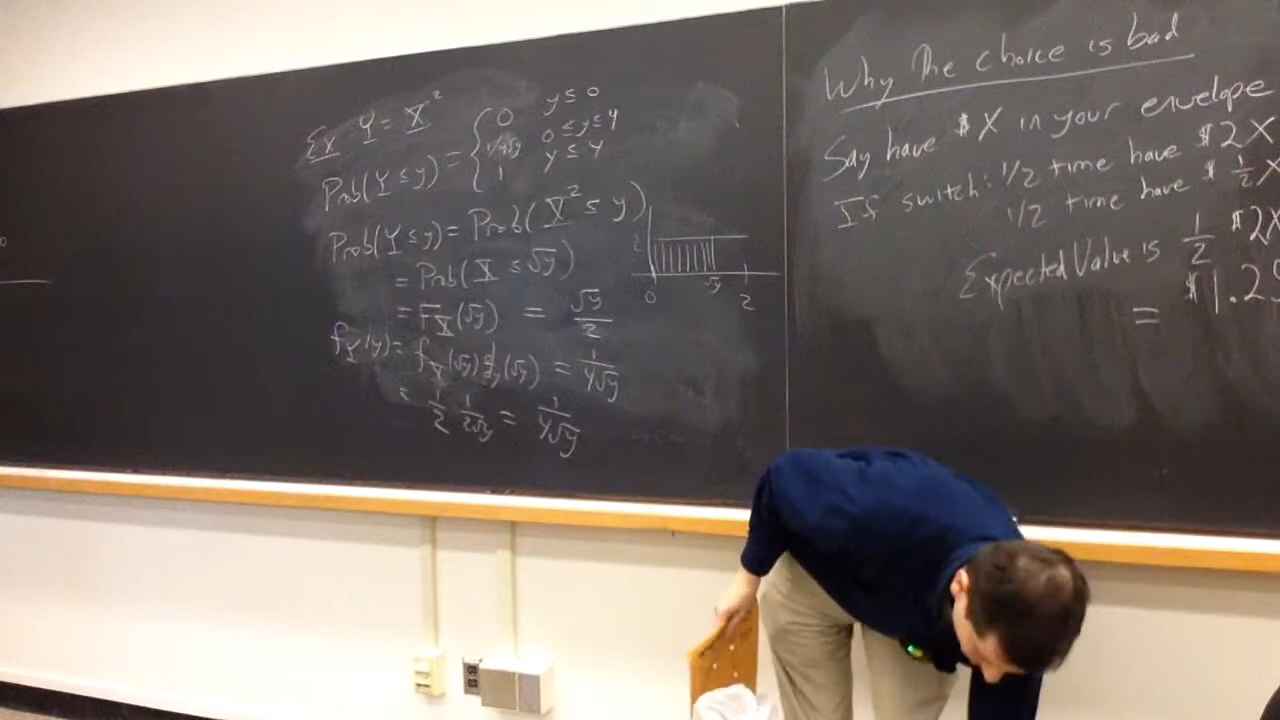 Ex Y = X²
Prob(Y ≤ y) = { 0 y ≤ 0
0 ≤ y ≤ 4
1 y ≤ 4
Prob(Y ≤ y) = Prob(X² ≤ y)
= Prob(X ≤ √y)
= F_X(√y) = √y/2
f_Y(y) = f_X(√y) d/dy(√y) = 1/4√y
= 1/2 1/2√y = 1/4√y
0 √y 2
Why the choice is bad
Say have $X in your envelope
If switch: 1/2 time have $2X
1/2 time have $ 1/2 X
Expected Value is 1/2 $2X
= $1.25